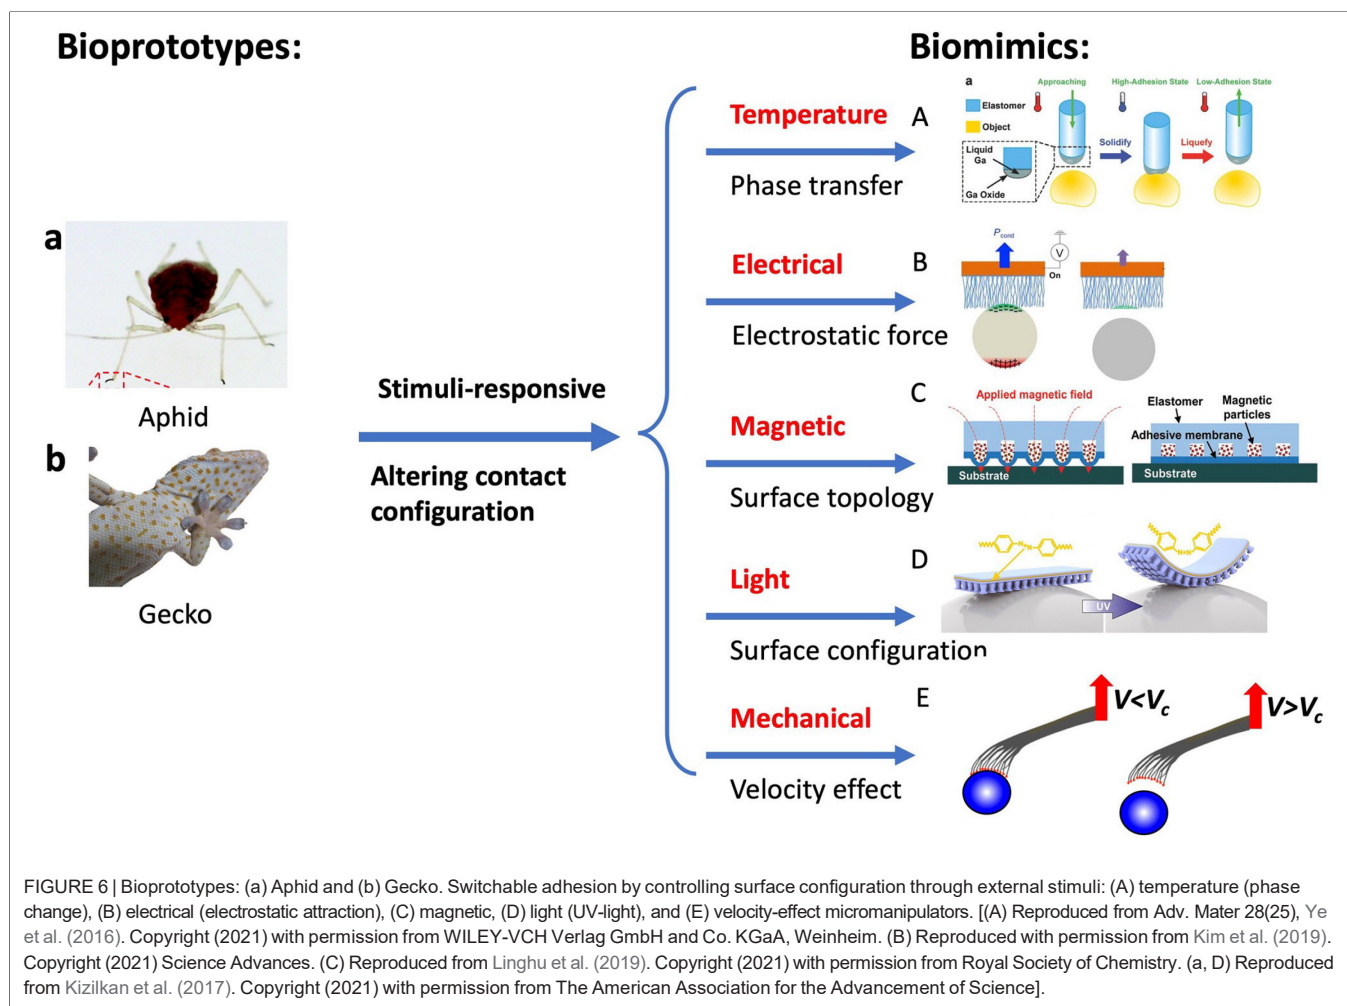 Bioprototypes:
Biomimics:
a
Aphid
b
Gecko
Stimuli-responsive
Altering contact
configuration
Temperature
Phase transfer
A
a
Approaching
High-Adhesion State
Low-Adhesion State
Elastomer
Object
Liquid
Ga
Ga Oxide
Solidify
Liquefy
Electrical
Electrostatic force
B
Pcond
V
On
Magnetic
Surface topology
C
Applied magnetic field
Substrate
Elastomer
Magnetic
particles
Adhesive membrane
Substrate
Light
Surface configuration
D
N
N
N=N
UV
Mechanical
Velocity effect
E
V<Vc
V>Vc
FIGURE 6 | Bioprototypes: (a) Aphid and (b) Gecko. Switchable adhesion by controlling surface configuration through external stimuli: (A) temperature (phase
change), (B) electrical (electrostatic attraction), (C) magnetic, (D) light (UV-light), and (E) velocity-effect micromanipulators. [(A) Reproduced from Adv. Mater 28(25), Ye
et al. (2016). Copyright (2021) with permission from WILEY-VCH Verlag GmbH and Co. KGaA, Weinheim. (B) Reproduced with permission from Kim et al. (2019).
Copyright (2021) Science Advances. (C) Reproduced from Linghu et al. (2019). Copyright (2021) with permission from Royal Society of Chemistry. (a, D) Reproduced
from Kizilkan et al. (2017). Copyright (2021) with permission from The American Association for the Advancement of Science].